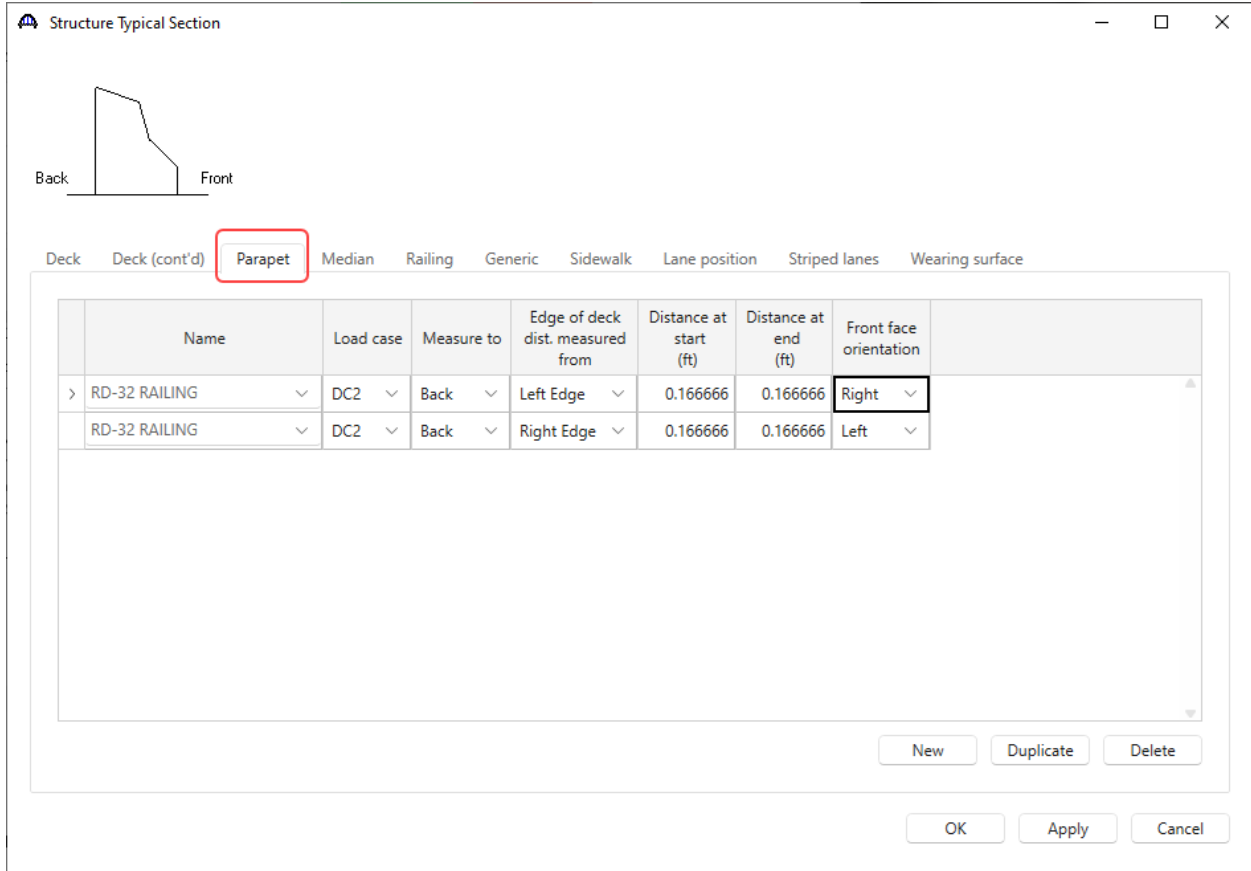 Structure Typical Section
Back Front
Deck Deck (cont'd) Parapet Median Railing Generic Sidewalk Lane position Striped lanes Wearing surface
Name Load case Measure to Edge of deck dist. measured from Distance at start (ft) Distance at end (ft) Front face orientation
RD-32 RAILING DC2 Back Left Edge 0.166666 0.166666 Right
RD-32 RAILING DC2 Back Right Edge 0.166666 0.166666 Left
New Duplicate Delete
OK Apply Cancel